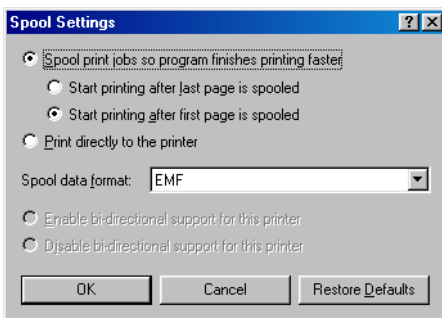 Spool Settings
Spool print jobs so program finishes printing faster
Start printing after last page is spooled
Start printing after first page is spooled
Print directly to the printer
Spool data format: EMF
Enable bi-directional support for this printer
Disable bi-directional support for this printer
OK Cancel Restore Defaults